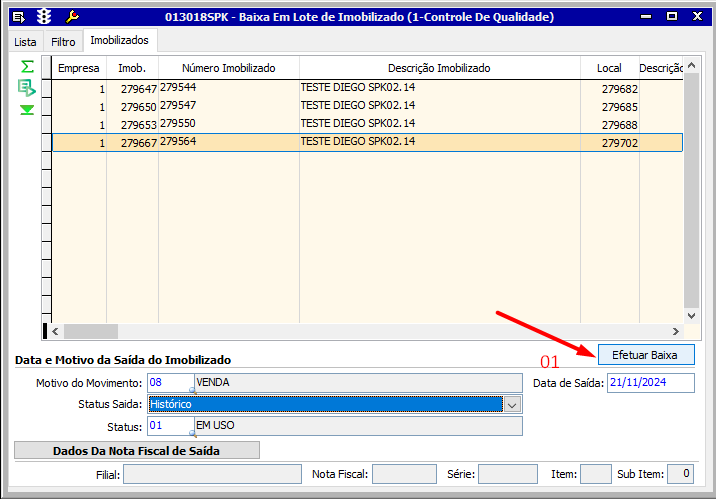 013018SPK - Baixa Em Lote de Imobilizado (1-Controle De Qualidade)
Lista Filtro Imobilizados
Empresa Imob. Número Imobilizado Descrição Imobilizado Local Descrição
1 279647 279544 TESTE DIEGO SPK02.14 279682
1 279650 279547 TESTE DIEGO SPK02.14 279685
1 279653 279550 TESTE DIEGO SPK02.14 279688
1 279667 279564 TESTE DIEGO SPK02.14 279702
01 Efetuar Baixa
Data e Motivo da Saída do Imobilizado
Motivo do Movimento: 08 VENDA Data de Saída: 21/11/2024
Status Saida: Histórico
Status: 01 EM USO
Dados Da Nota Fiscal de Saída
Filial: Nota Fiscal: Série: Item: Sub Item: 0